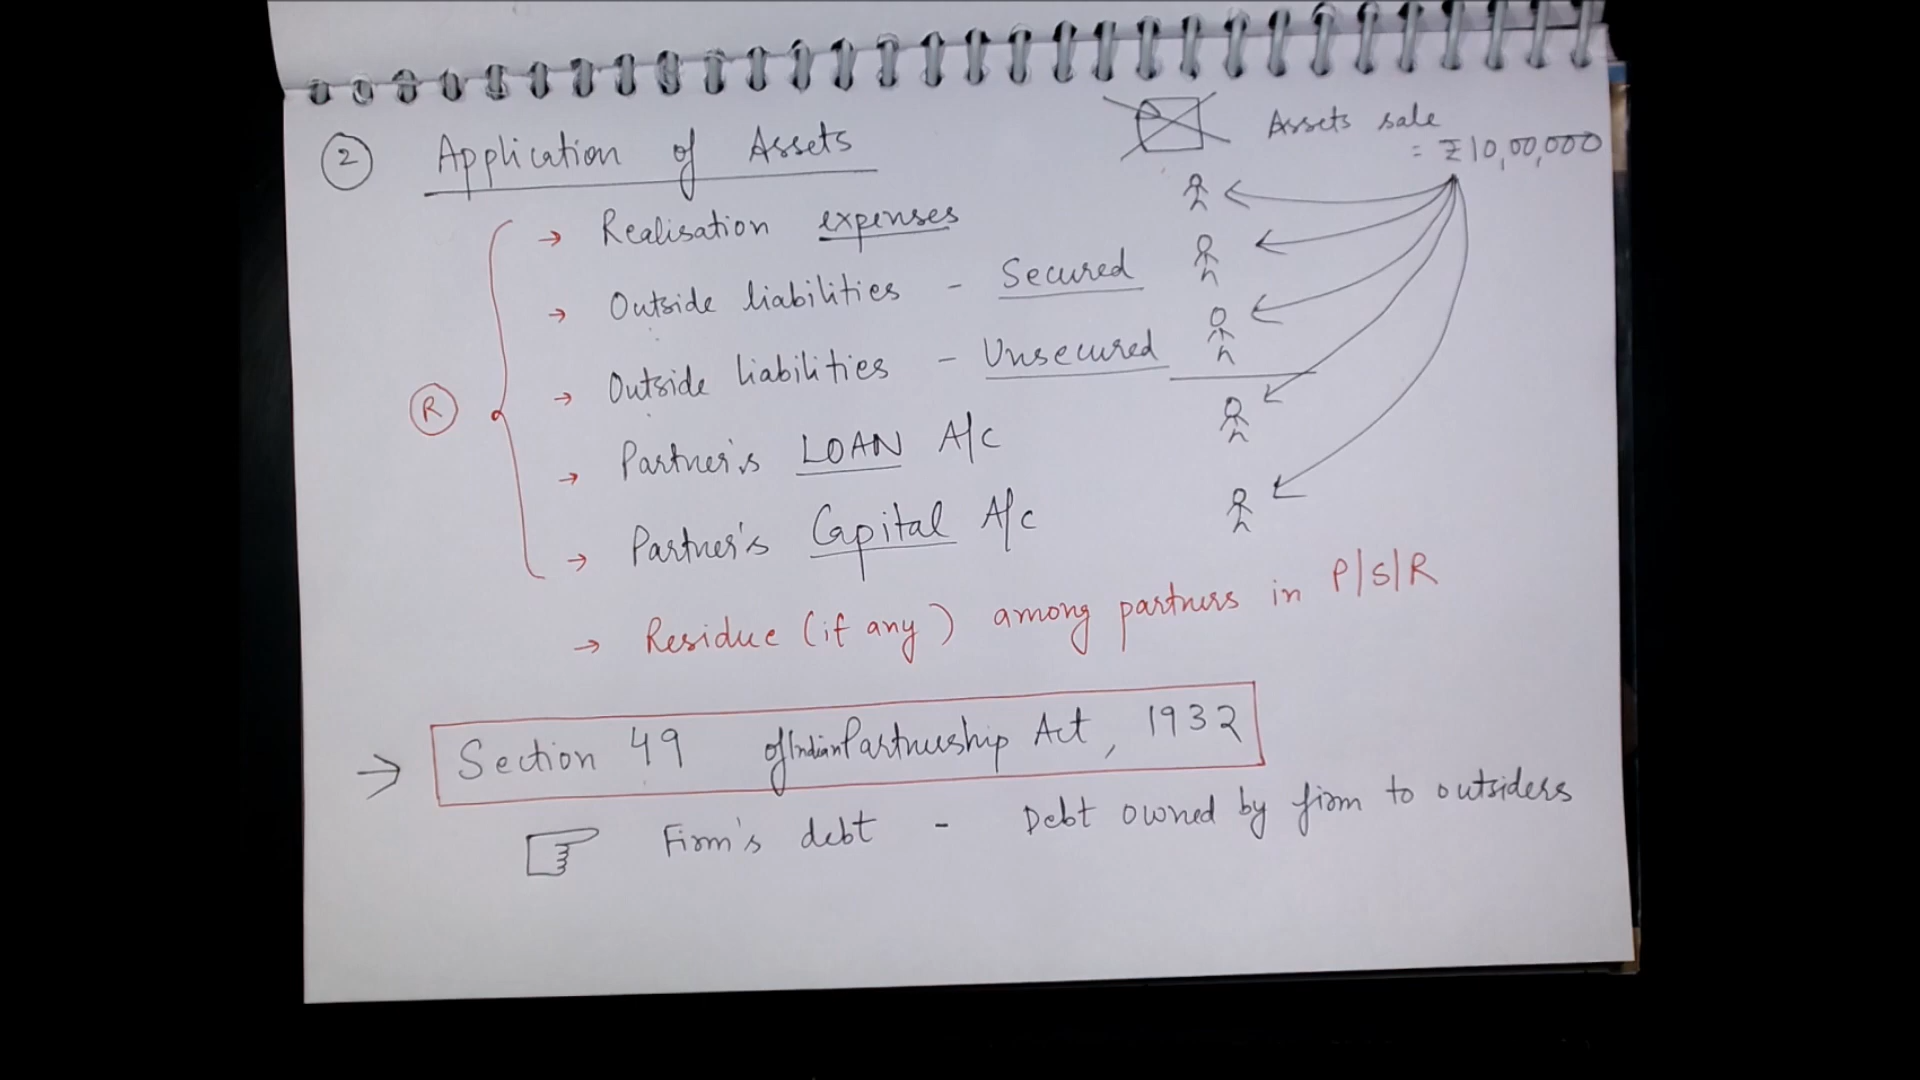 2 Application of Assets
Assets sale
= ₹10,00,000
→ Realisation expenses
→ Outside liabilities - Secured
→ Outside liabilities - Unsecured
R
→ Partner's LOAN A/C
→ Partner's Capital A/c
→ Residue (if any) among partners in P/S/R
→ Section 49 of Indian Partnership Act, 1932
Firm's debt - Debt owned by firm to outsiders